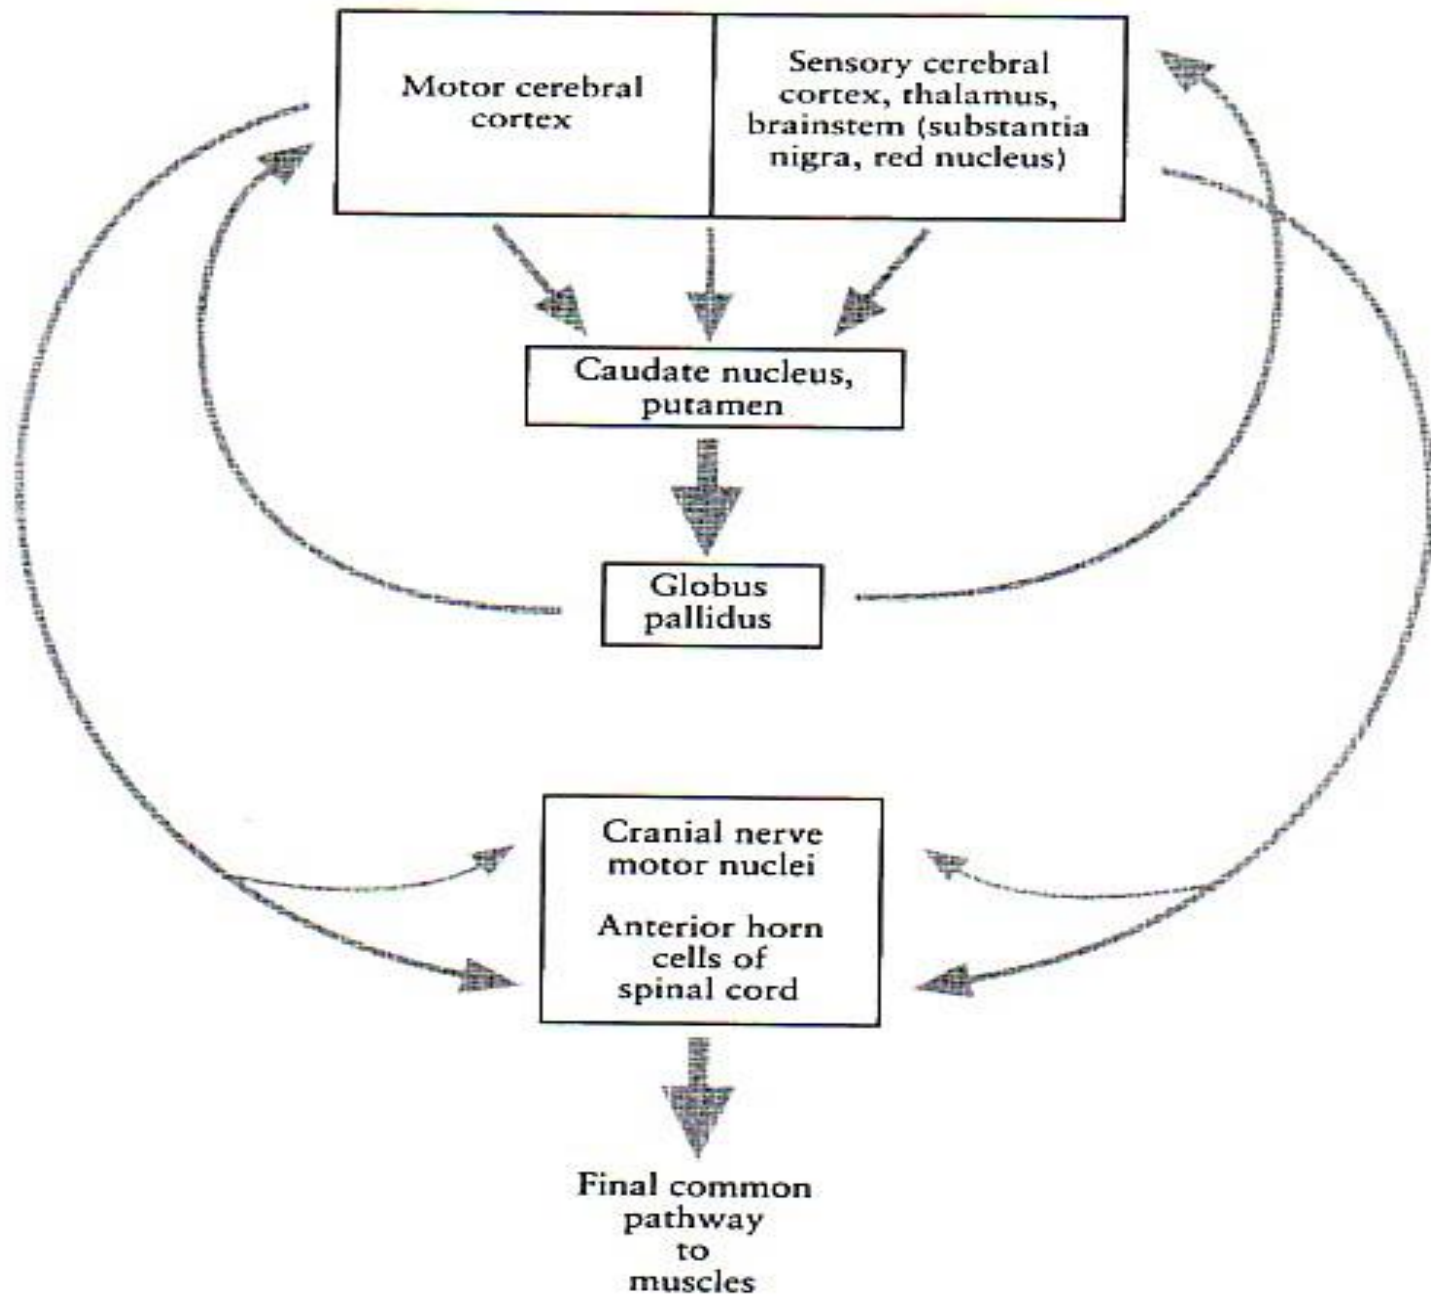 Motor cerebral
cortex
Sensory cerebral
cortex, thalamus,
brainstem (substantia
nigra, red nucleus)
Caudate nucleus,
putamen
Globus
pallidus
Cranial nerve
motor nuclei
Anterior horn
cells of
spinal cord
Final common
pathway
to
muscles